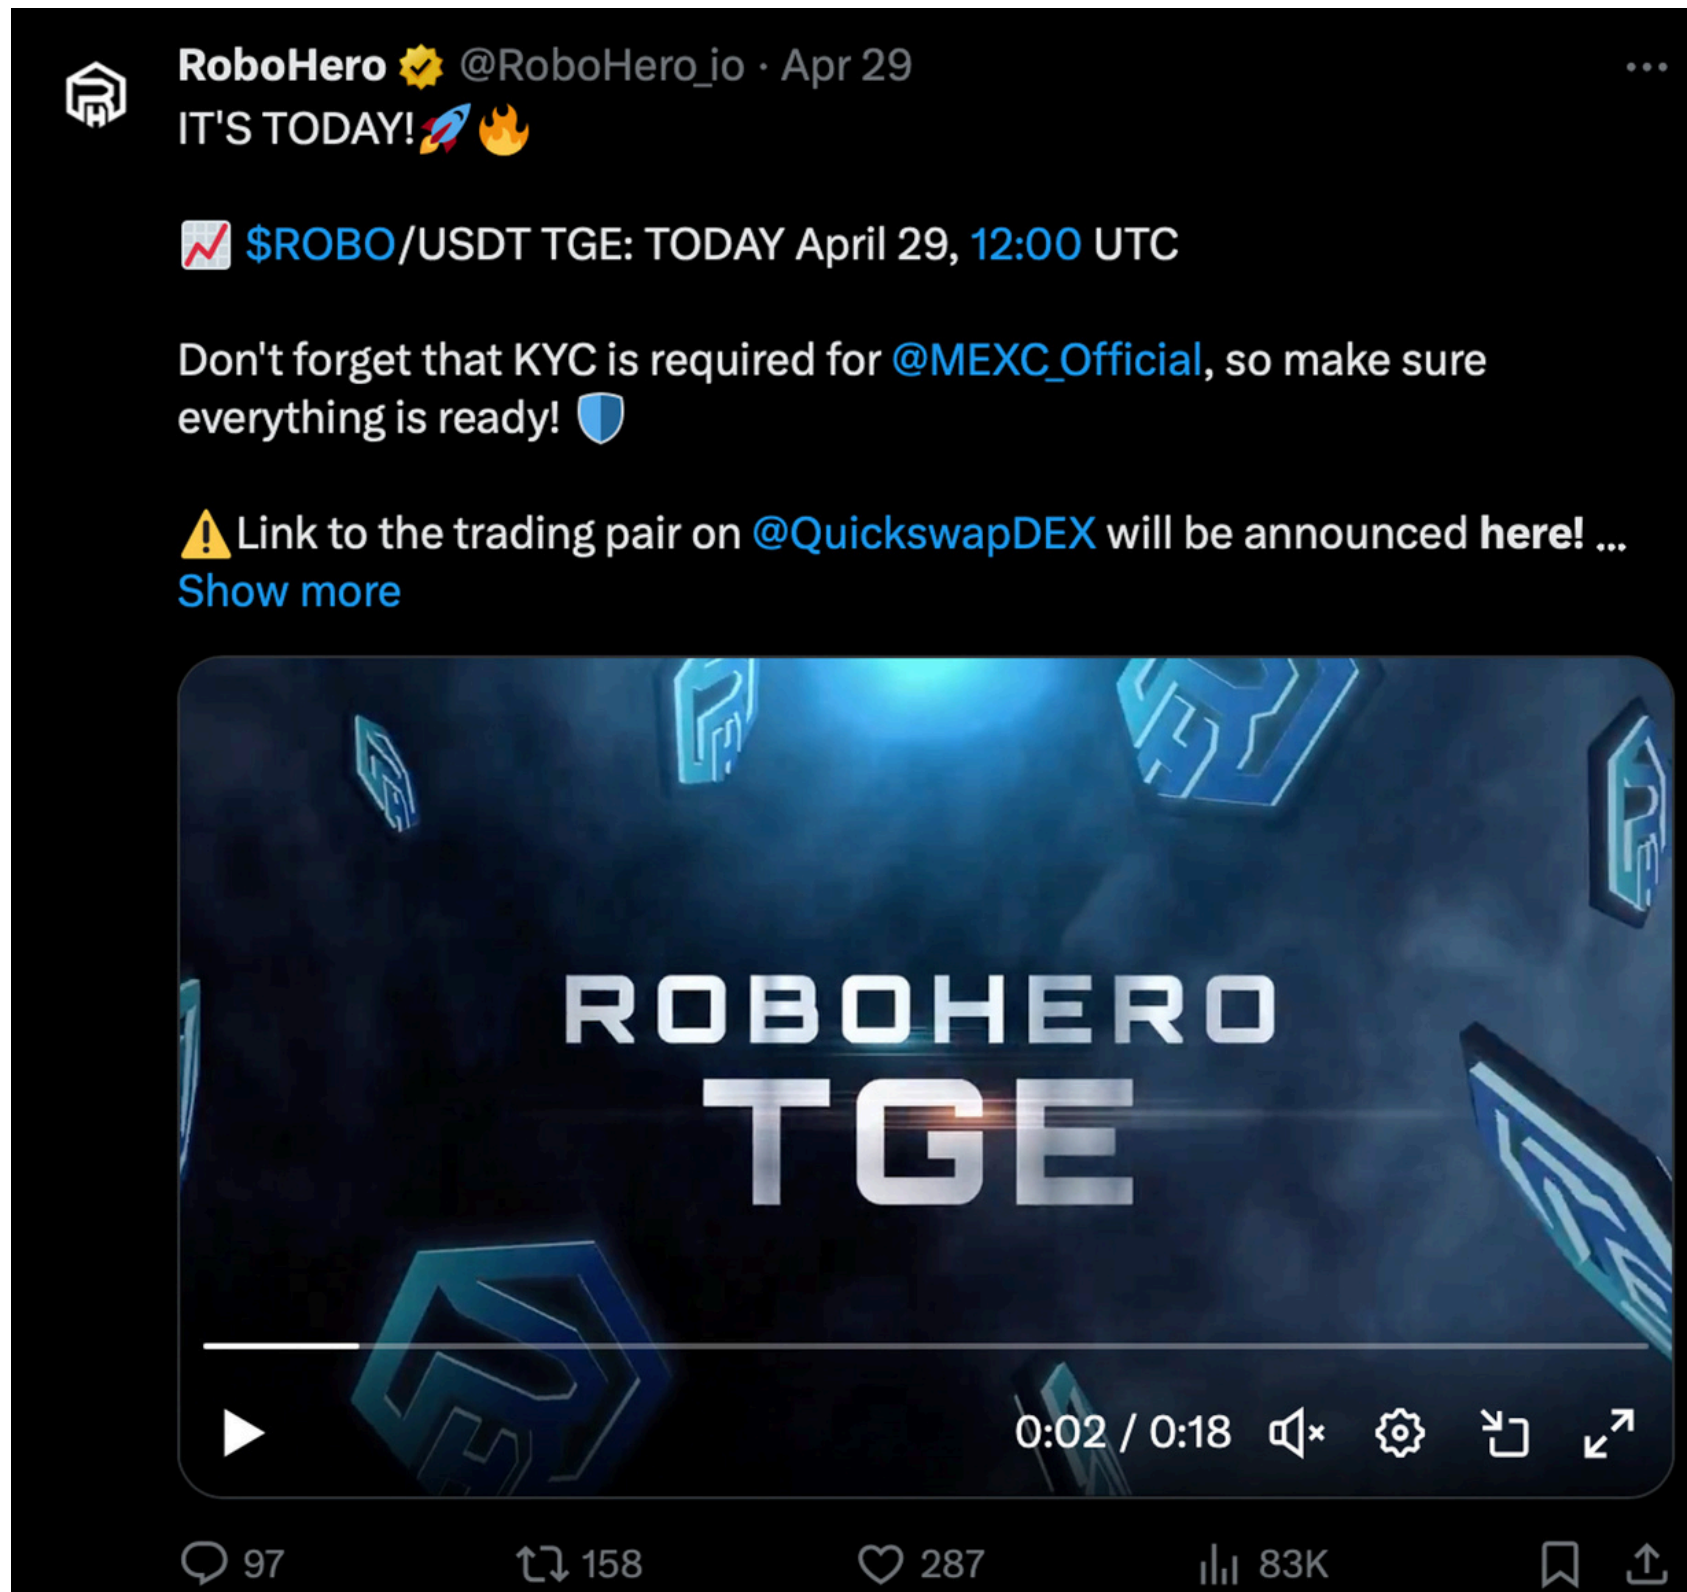 RoboHero @RoboHero_io · Apr 29
IT'S TODAY!🚀🔥
📈 $ROBO/USDT TGE: TODAY April 29, 12:00 UTC
Don't forget that KYC is required for @MEXC_Official, so make sure
everything is ready! 🛡️
⚠️Link to the trading pair on @QuickswapDEX will be announced here! ...
Show more
ROBOHERO
TGE
0:02 / 0:18
97 158 287 83K